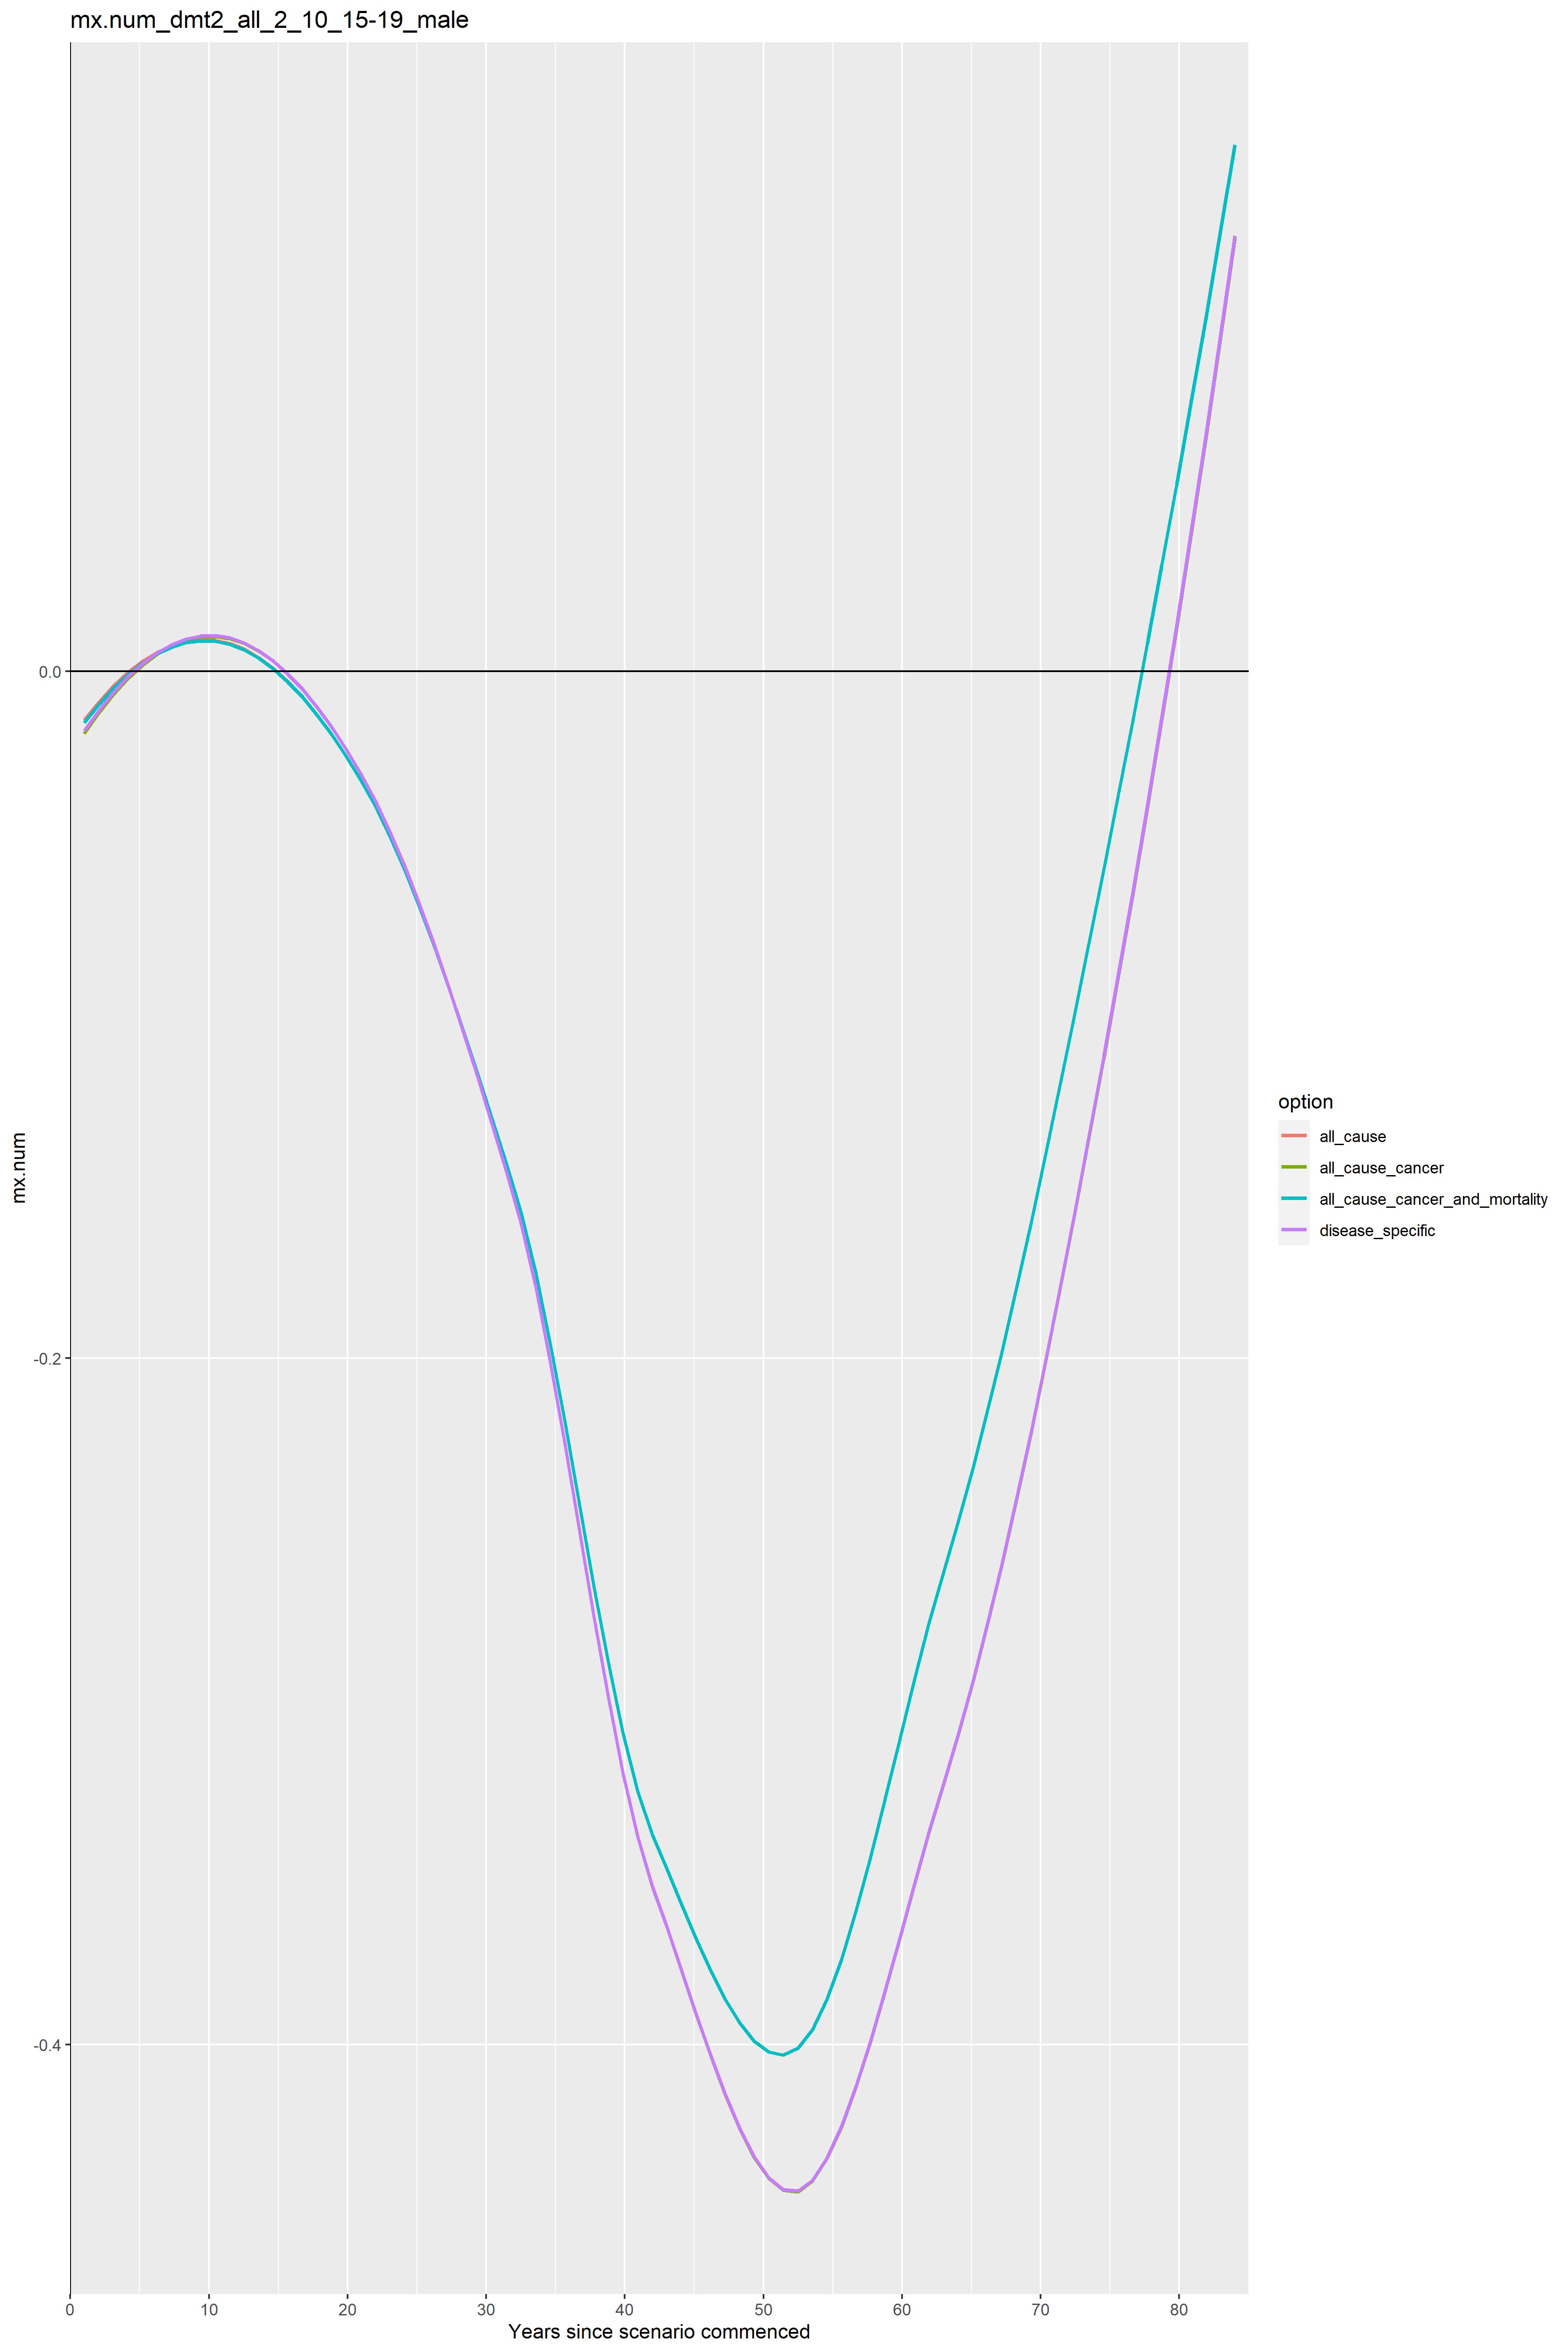 mx.num_dmt2_all_2_10_15-19_male
mx.num
0.0
-0.2
-0.4
0 10 20 30 40 50 60 70 80
Years since scenario commenced
option
all_cause
all_cause_cancer
all_cause_cancer_and_mortality
disease_specific